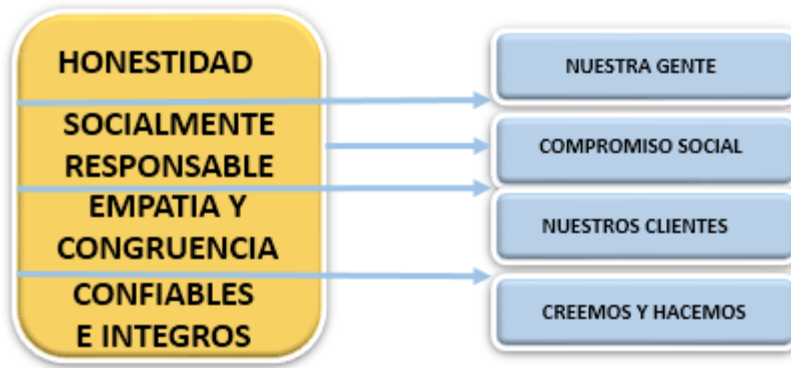 HONESTIDAD
SOCIALMENTE
RESPONSABLE
EMPATIA Y
CONGRUENCIA
CONFIABLES
E INTEGROS
NUESTRA GENTE
COMPROMISO SOCIAL
NUESTROS CLIENTES
CREEMOS Y HACEMOS